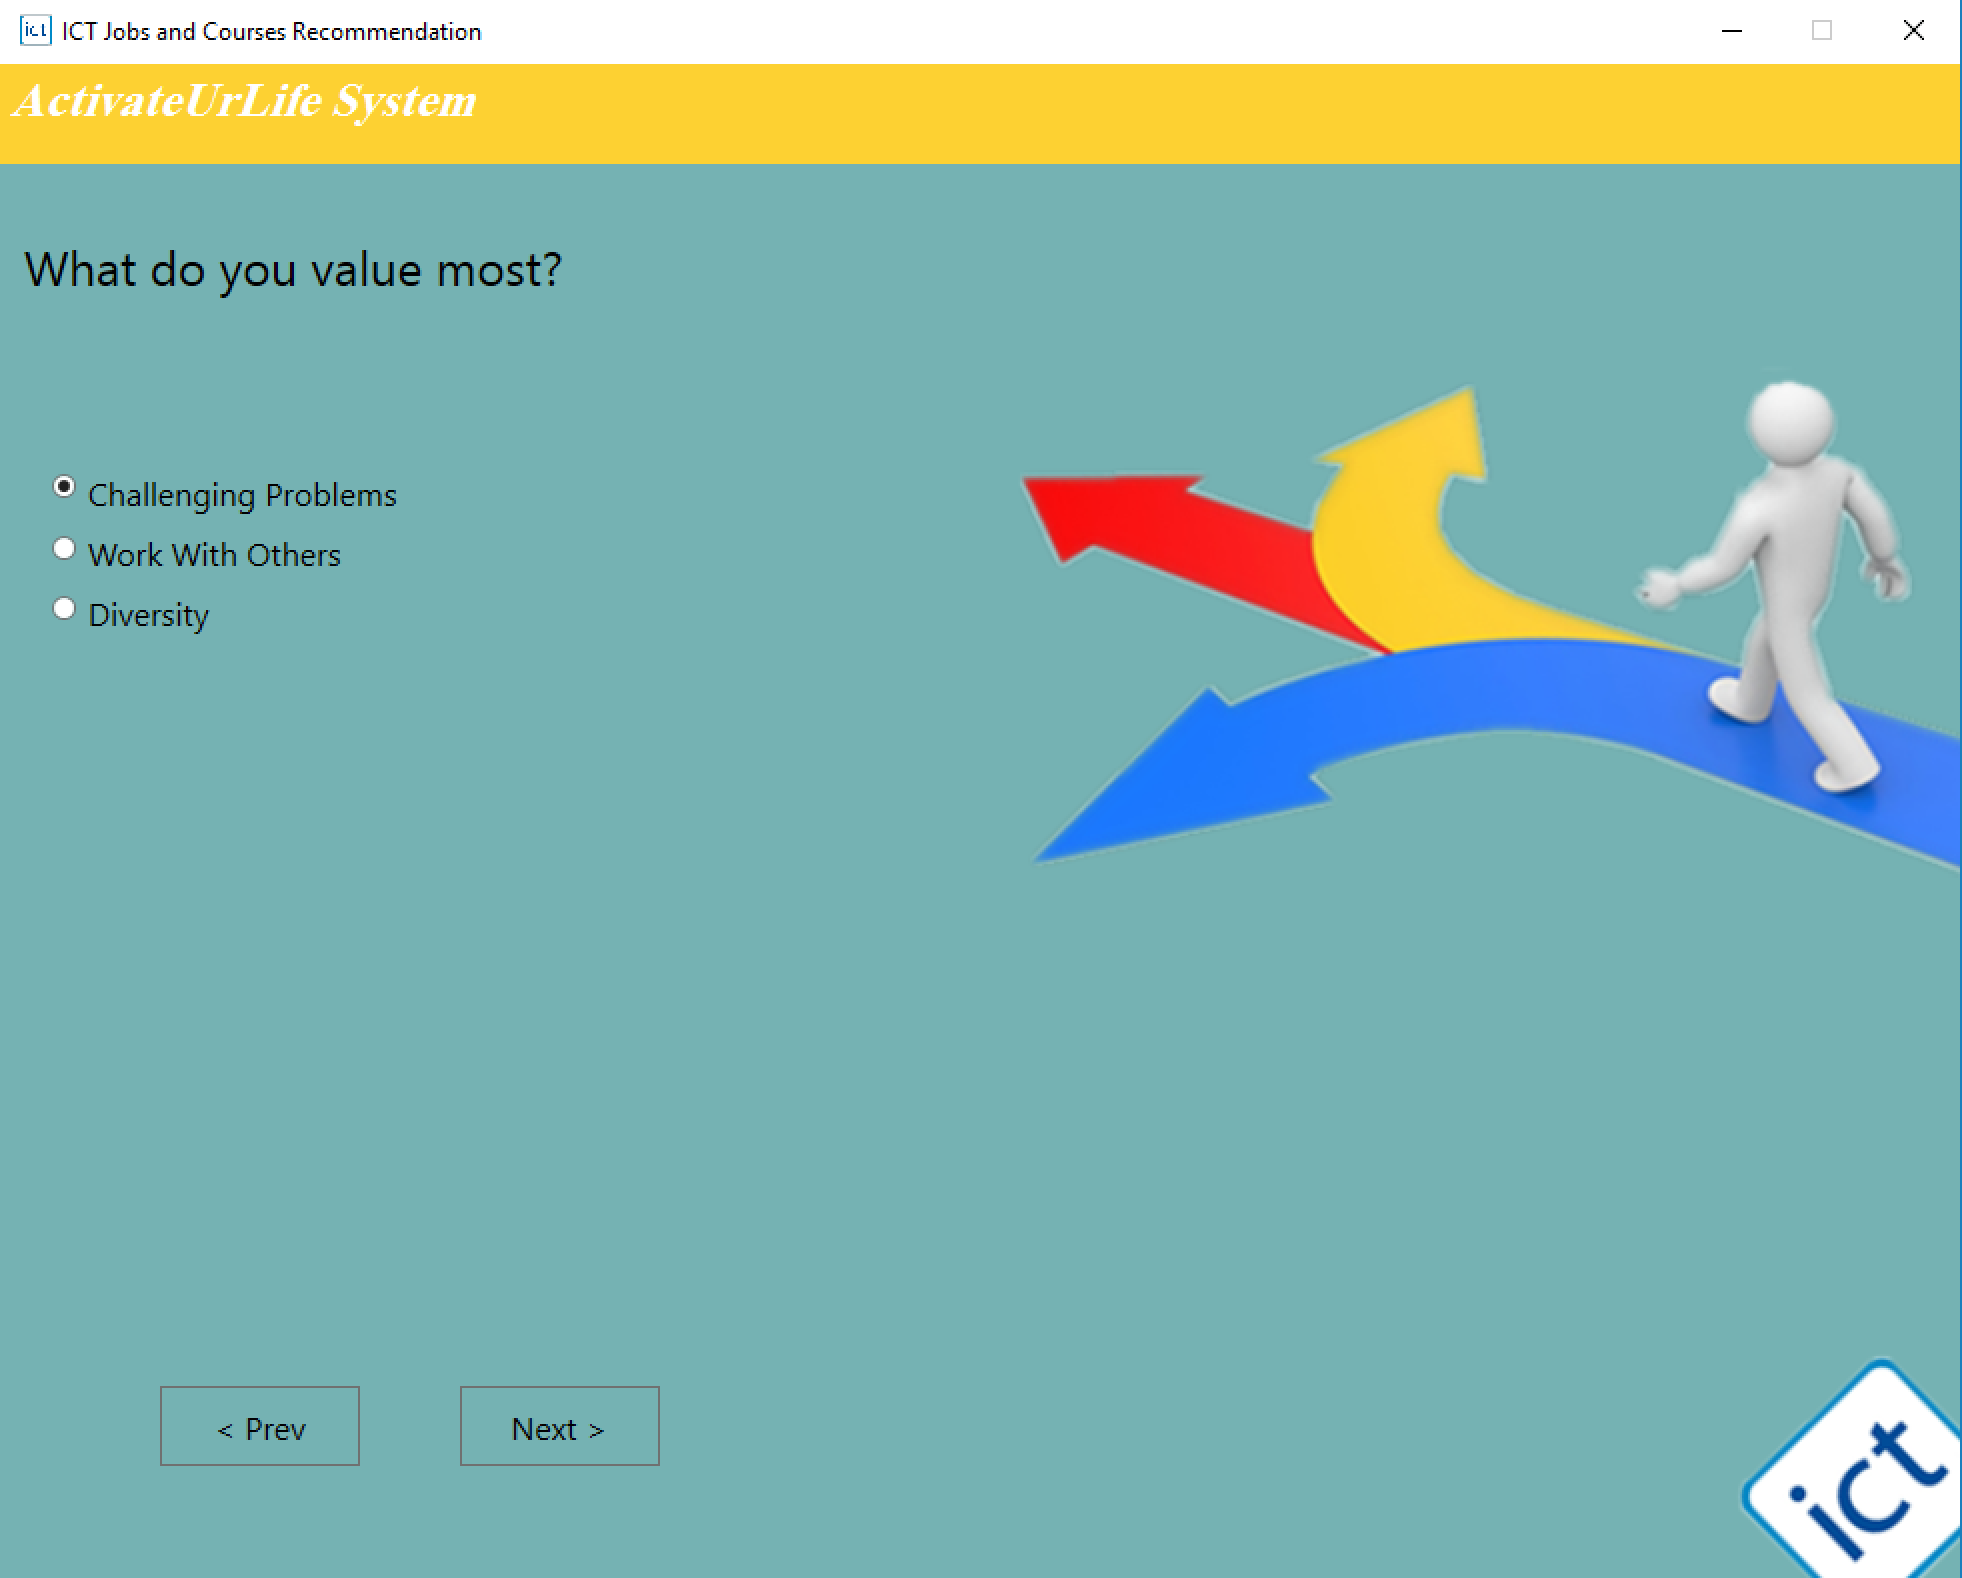 ict
ICT Jobs and Courses Recommendation
ActivateUrLife System
What do you value most?
Challenging Problems
Work With Others
Diversity
< Prev
Next >
ict